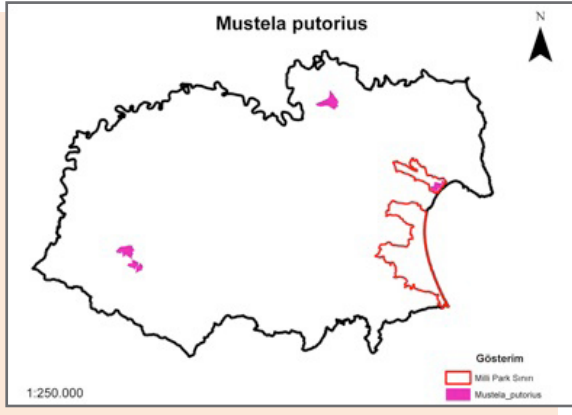 Mustela putorius
N
Gösterim
Milli Park Sınırı
Mustela_putorius
1:250.000